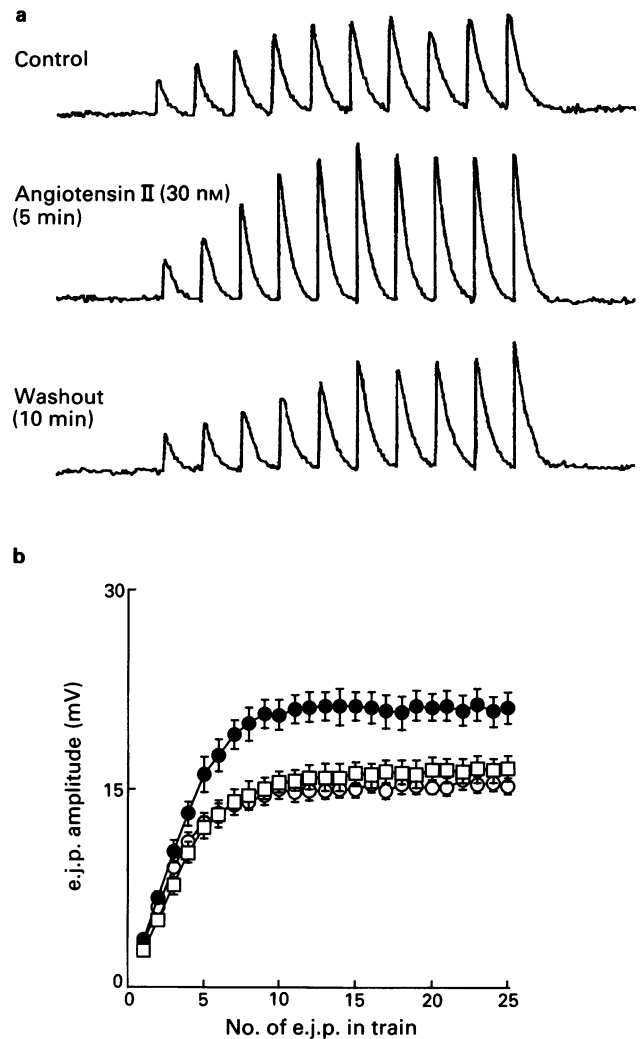 a
Control
Angiotensin II (30 nM)
(5 min)
Washout
(10 min)
b
30
15
0
e.j.p. amplitude (mV)
0 5 10 15 20 25
No. of e.j.p. in train